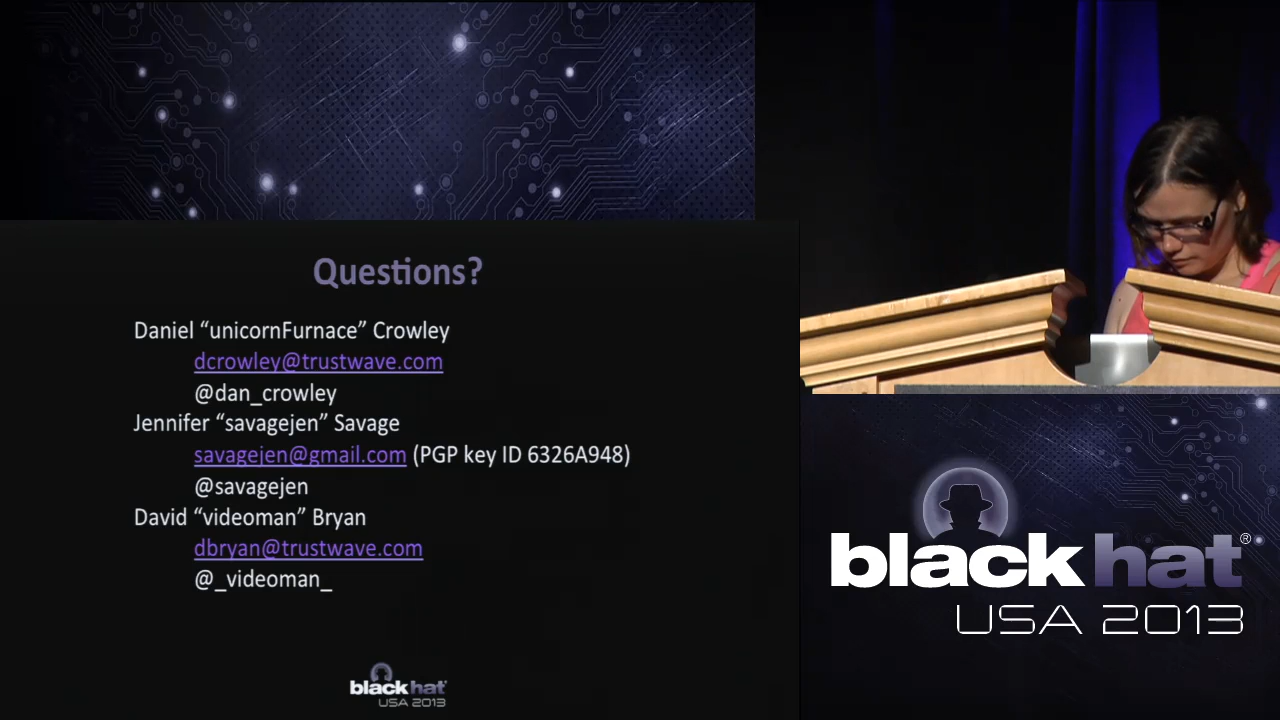 Questions?
Daniel “unicornFurnace” Crowley
dcrowley@trustwave.com
@dan_crowley
Jennifer “savagejen” Savage
savagejen@gmail.com (PGP key ID 6326A948)
@savagejen
David “videoman” Bryan
dbryan@trustwave.com
@_videoman_
black hat
USA 2013
black hat®
USA 2013